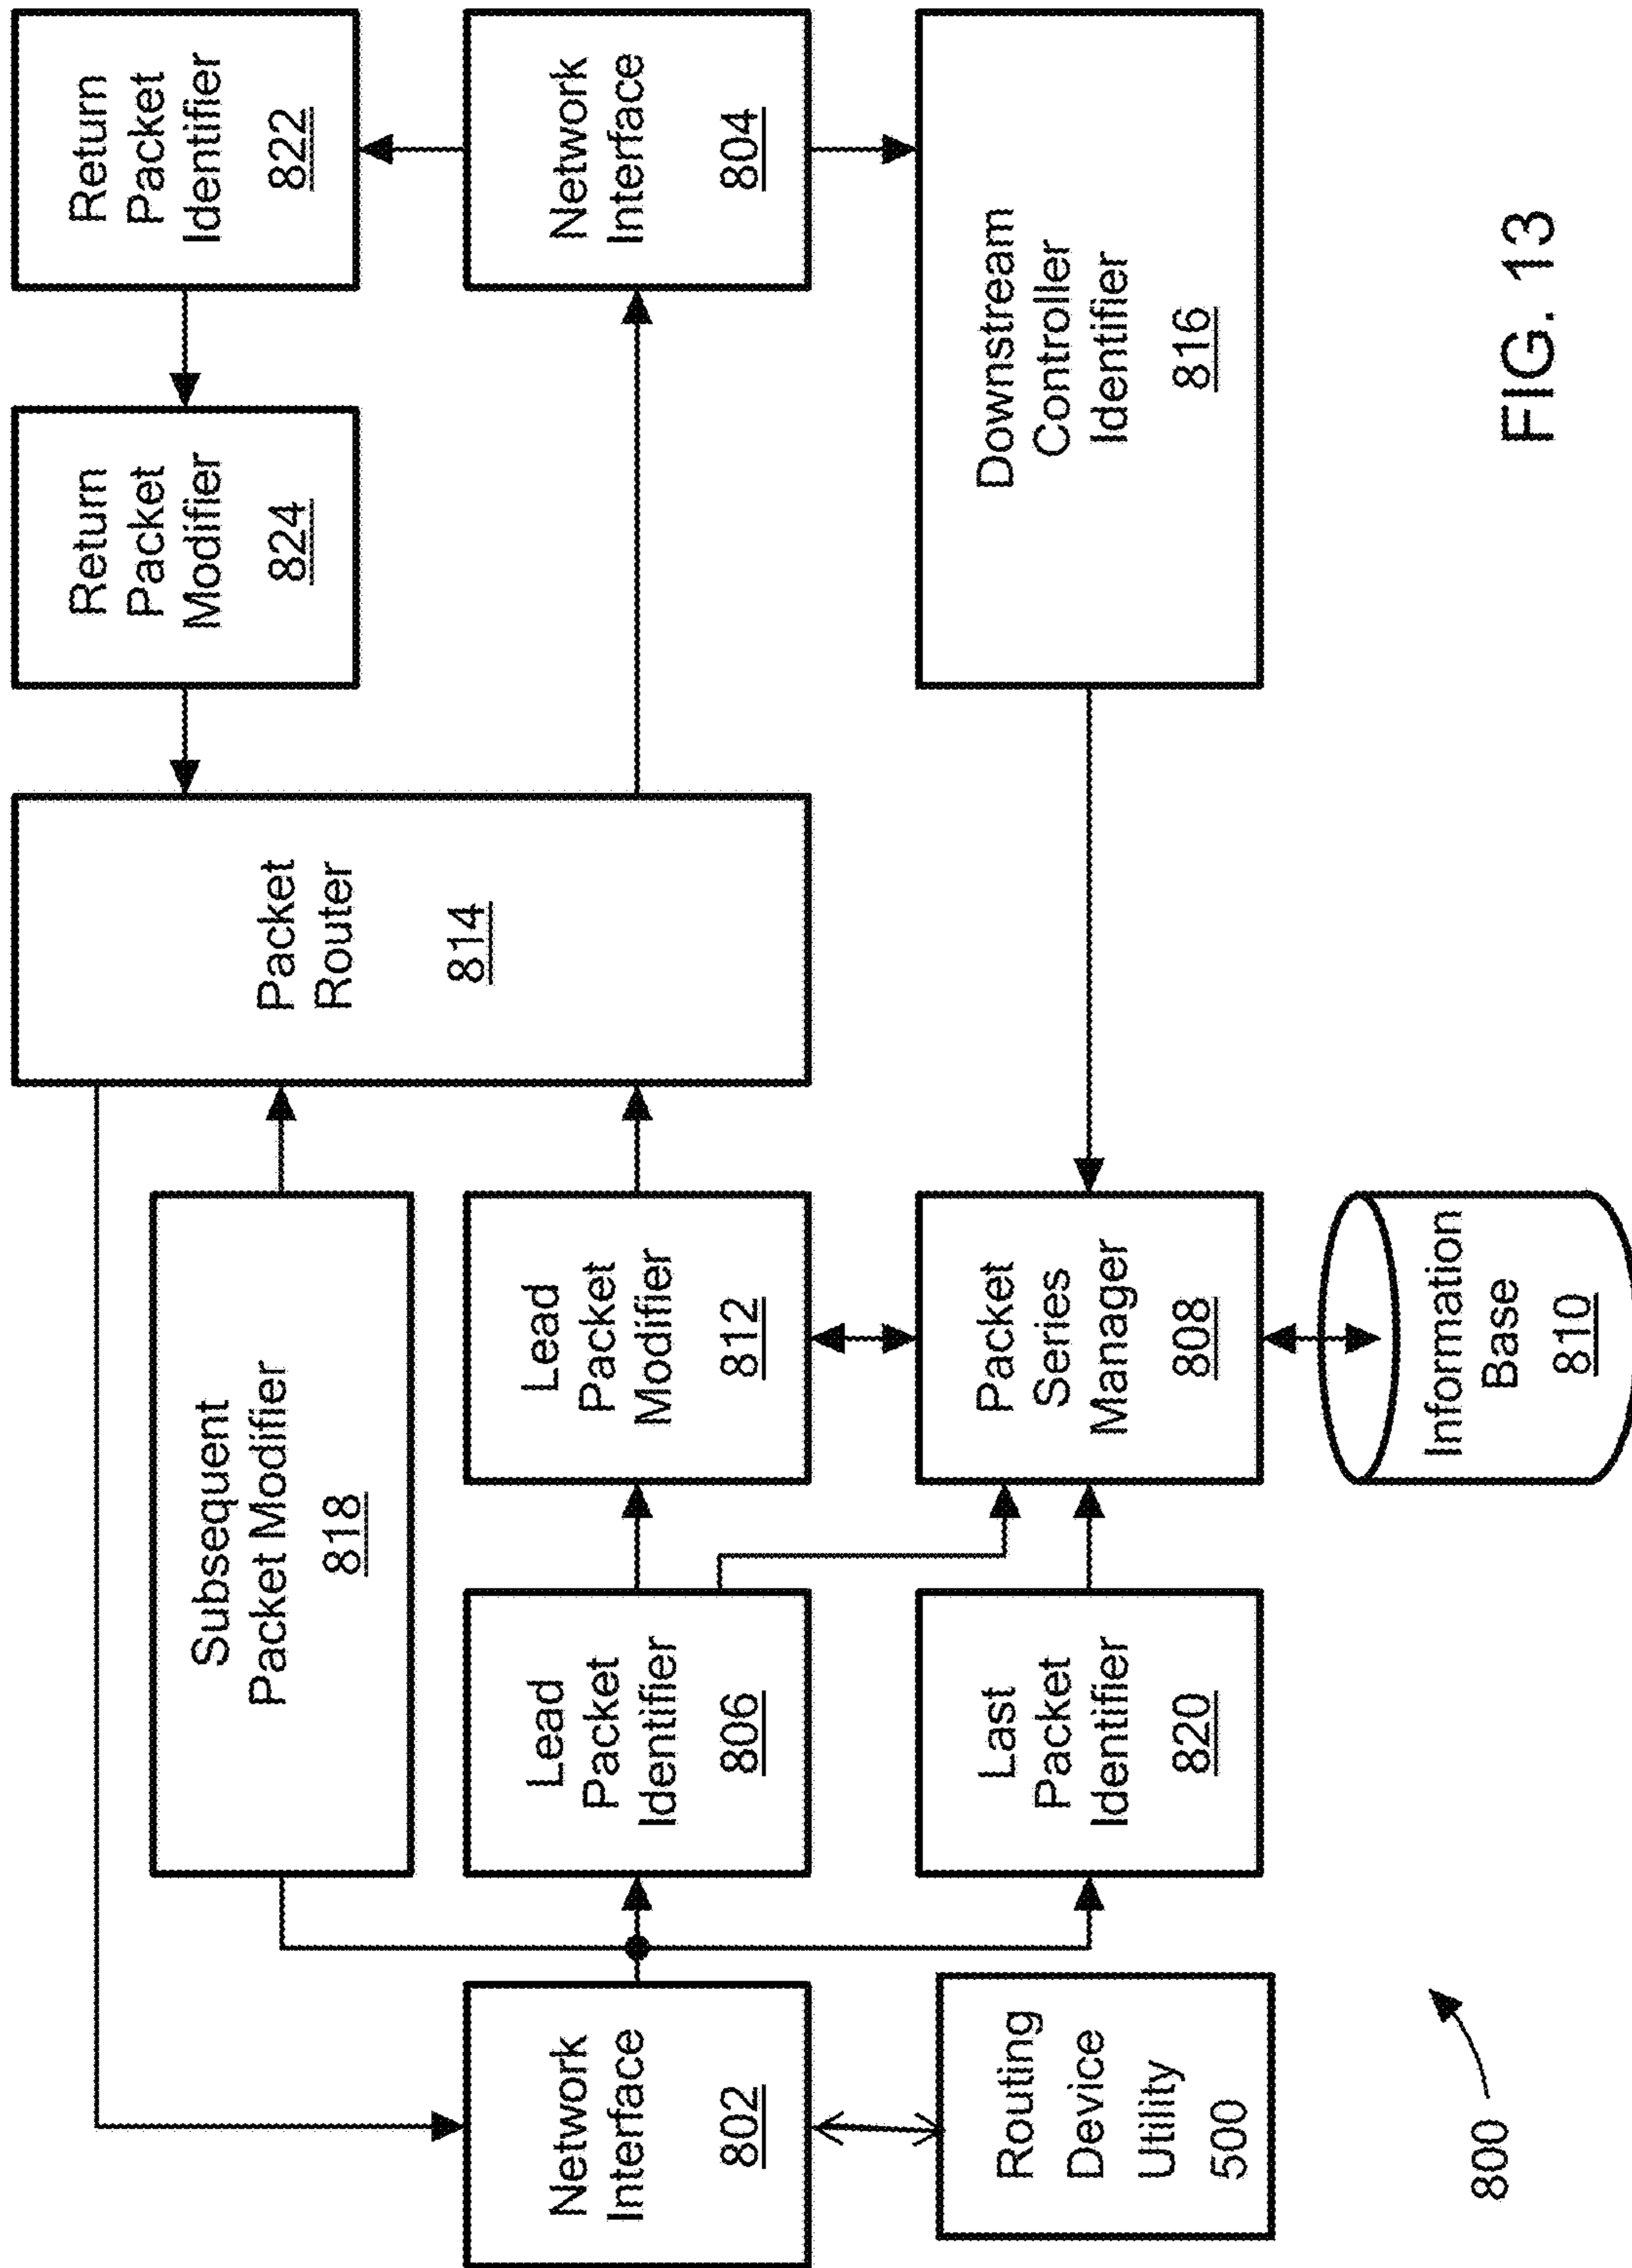 Subsequent
Packet Modifier
818
Packet
Router
814
Return
Packet
Modifier
824
Return
Packet
Identifier
822
Network
Interface
802
Lead
Packet
Identifier
806
Lead
Packet
Modifier
812
Network
Interface
804
Routing
Device
Utility
500
Last
Packet
Identifier
820
Packet
Series
Manager
808
Downstream
Controller
Identifier
816
Information
Base
810
800
FIG. 13